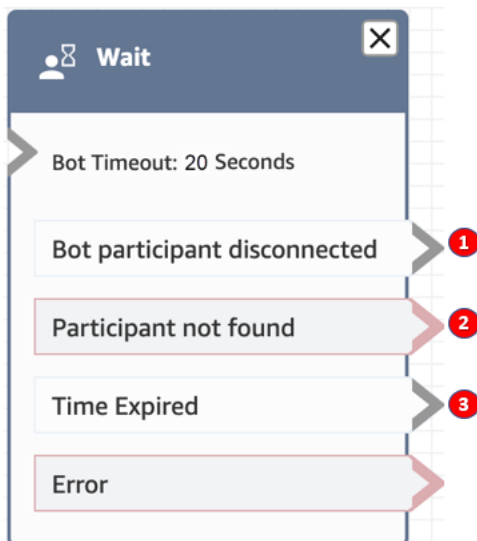 Wait
Bot Timeout: 20 Seconds
Bot participant disconnected
1
Participant not found
2
Time Expired
3
Error